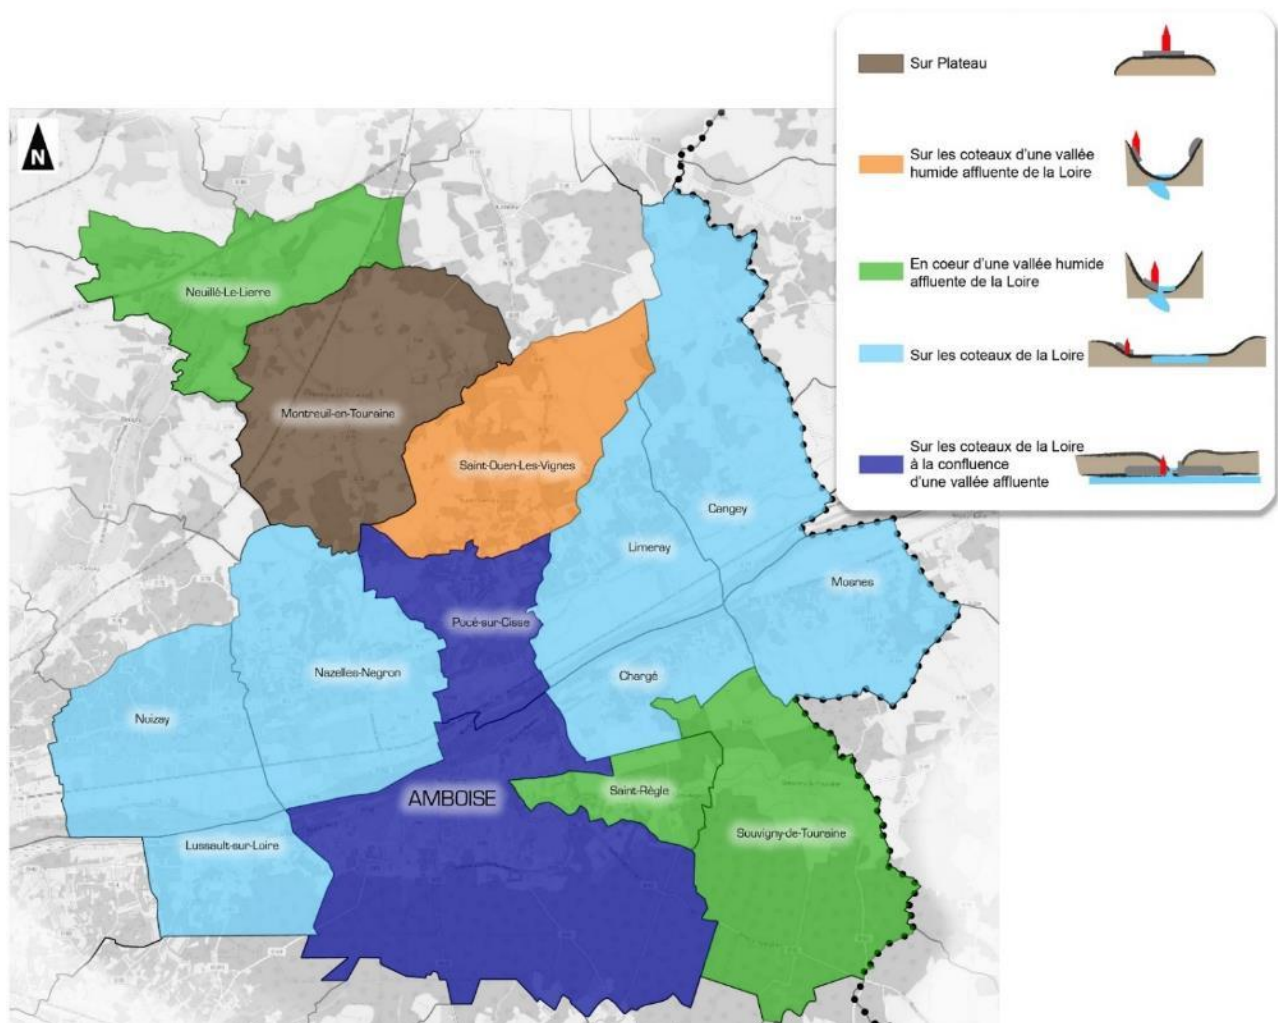 Sur Plateau
Sur les coteaux d'une vallée
humide affluente de la Loire
En coeur d'une vallée humide
affluente de la Loire
Sur les coteaux de la Loire
Sur les coteaux de la Loire
à la confluence
d'une vallée affluente
N
Neuillé-Le-Lierre
Montreuil-en-Touraine
Saint-Ouen-Les-Vignes
Cangey
Limeray
Mosnes
Pocé-sur-Cisse
Nazelles-Negron
Chargé
Noizay
AMBOISE
Saint-Règle
Souvigny-de-Touraine
Lussault-sur-Loire